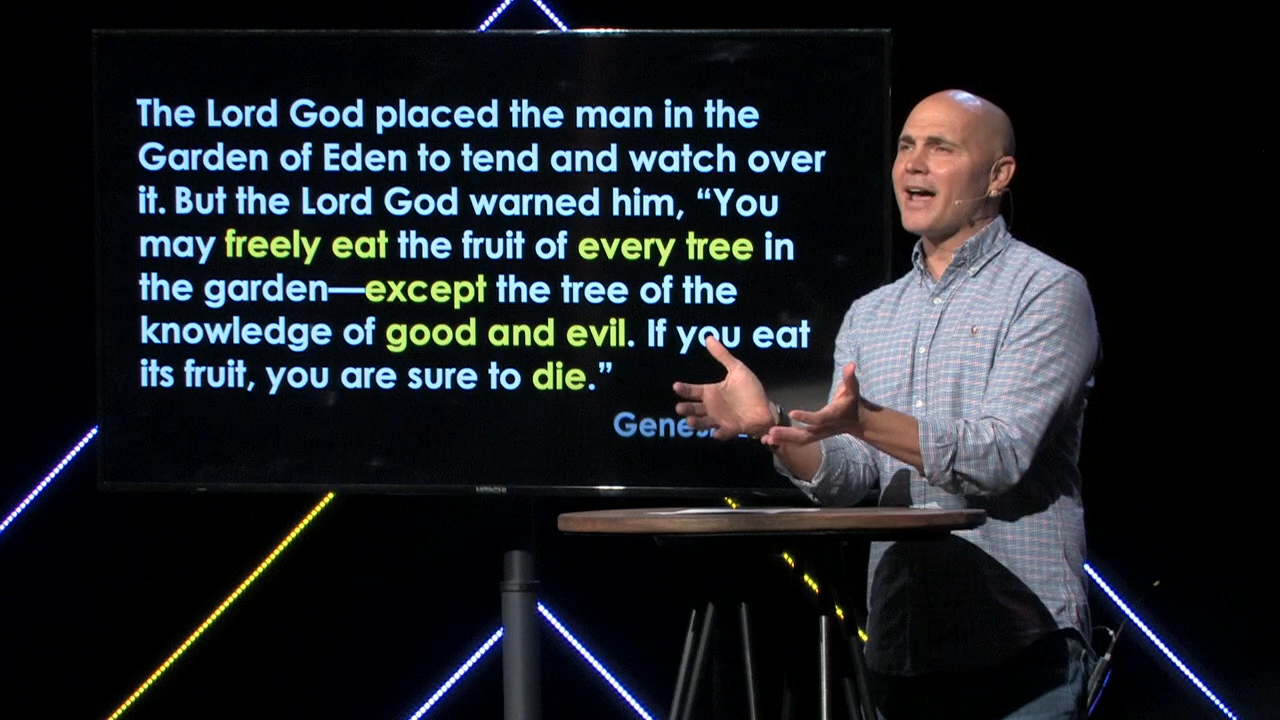 The Lord God placed the man in the
Garden of Eden to tend and watch over
it. But the Lord God warned him, “You
may freely eat the fruit of every tree in
the garden—except the tree of the
knowledge of good and evil. If you eat
its fruit, you are sure to die.”
HITACHI